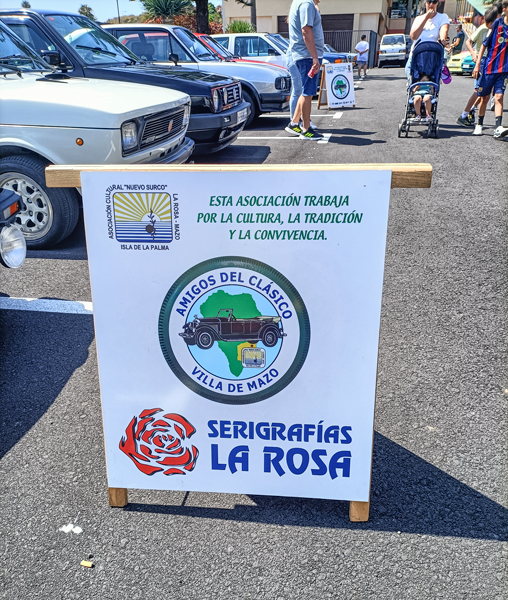 ASOCIACIÓN CULTURAL "NUEVO SURCO"
LA ROSA - MAZO
ISLA DE LA PALMA
ESTA ASOCIACIÓN TRABAJA
POR LA CULTURA, LA TRADICIÓN
Y LA CONVIVENCIA.
AMIGOS DEL CLÁSICO
VILLA DE MAZO
SERIGRAFÍAS
LA ROSA